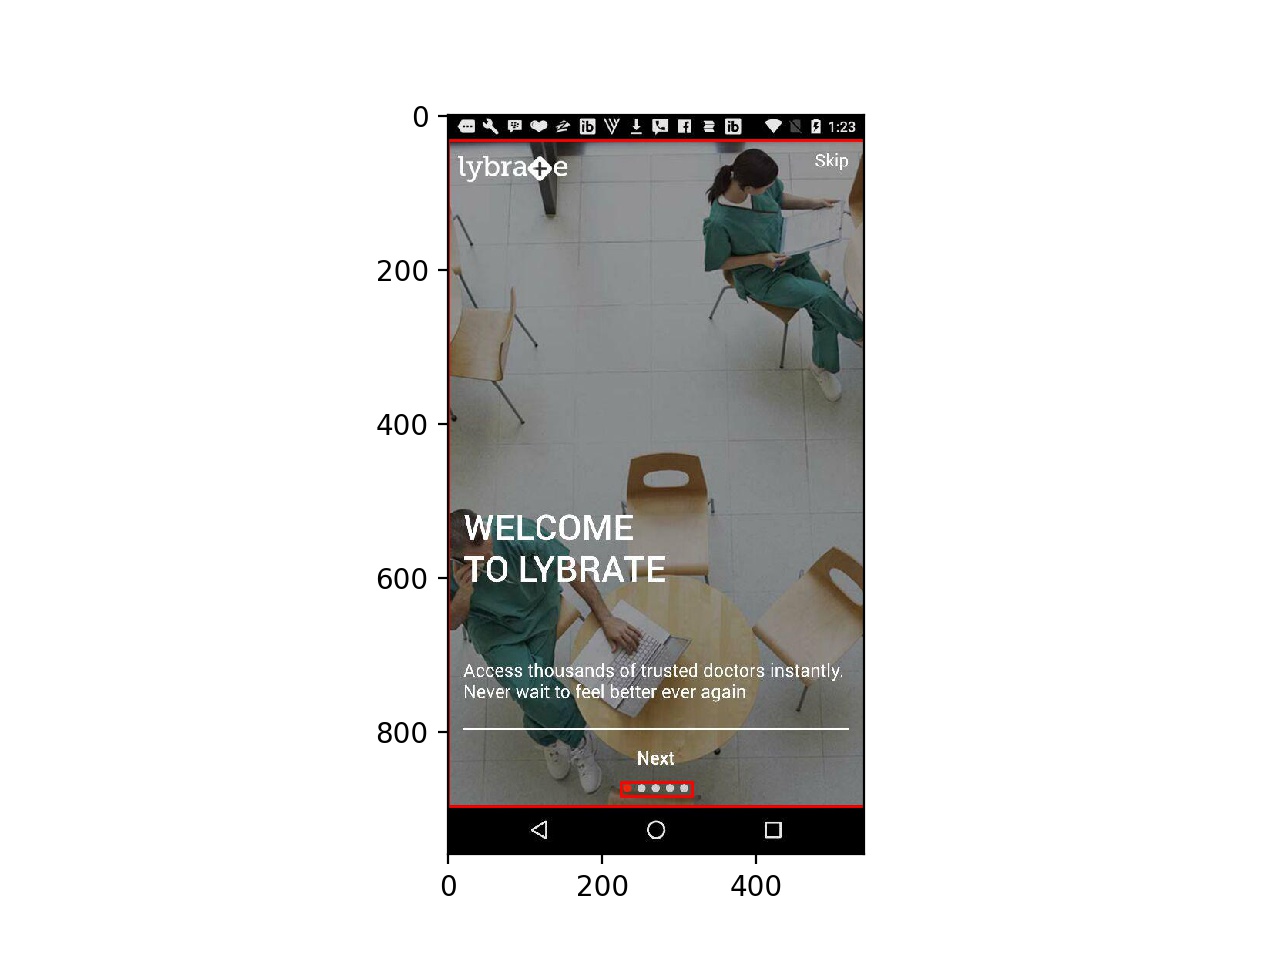 0
200
400
600
800
1:23
lybrate
Skip
WELCOME
TO LYBRATE
Access thousands of trusted doctors instantly.
Never wait to feel better ever again
Next
0
200
400